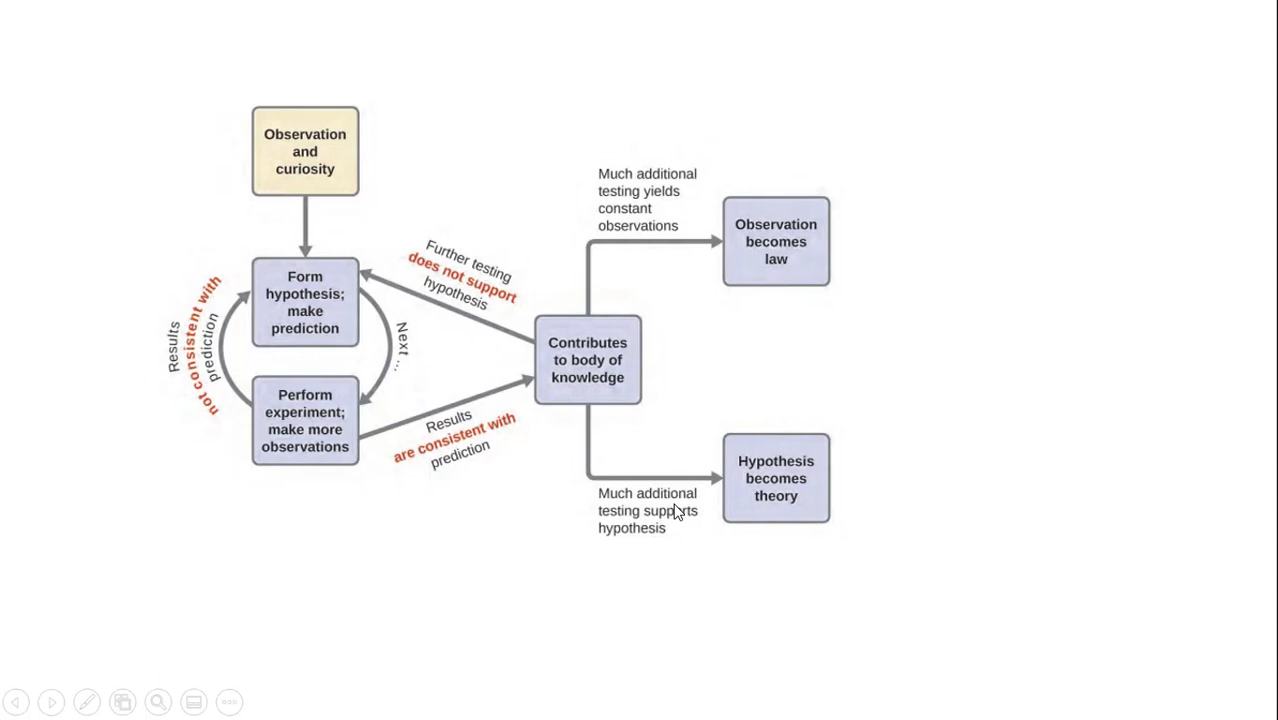 Observation
and
curiosity
Form
hypothesis;
make
prediction
Results
not consistent with
prediction
Next ...
Perform
experiment;
make more
observations
Further testing
does not support
hypothesis
Results
are consistent with
prediction
Contributes
to body of
knowledge
Much additional
testing yields
constant
observations
Observation
becomes
law
Much additional
testing supports
hypothesis
Hypothesis
becomes
theory